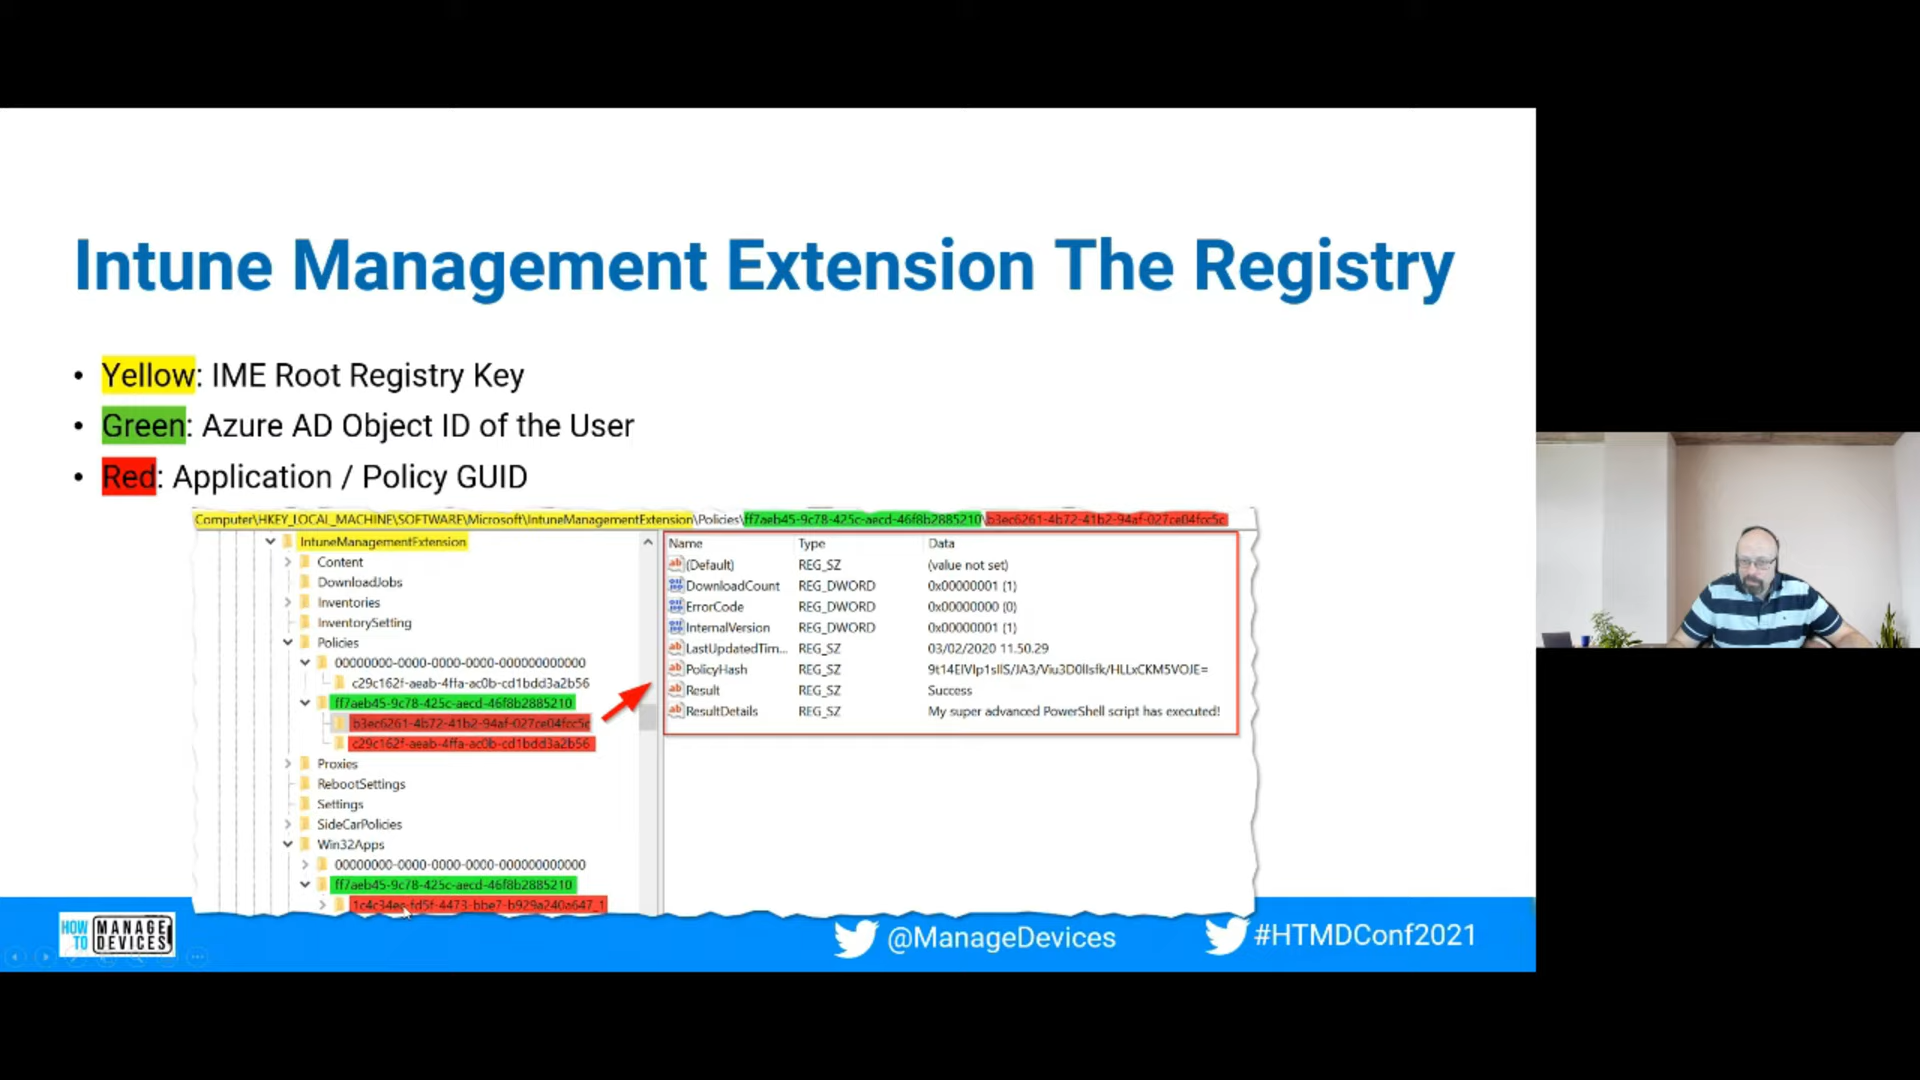 Intune Management Extension The Registry
• Yellow: IME Root Registry Key
• Green: Azure AD Object ID of the User
• Red: Application / Policy GUID
Computer\HKEY_LOCAL_MACHINE\SOFTWARE\Microsoft\IntuneManagementExtension\Policies\ff7aeb45-9c78-425c-aecd-46f8b2885210\b3ec6261-4b72-41b2-94af-027ce04fcc5c
IntuneManagementExtension
Content
DownloadJobs
Inventories
InventorySetting
Policies
00000000-0000-0000-0000-000000000000
c29c162f-aeab-4ffa-ac0b-cd1bdd3a2b56
ff7aeb45-9c78-425c-aecd-46f8b2885210
b3ec6261-4b72-41b2-94af-027ce04fcc5c
c29c162f-aeab-4ffa-ac0b-cd1bdd3a2b56
Proxies
RebootSettings
Settings
SideCarPolicies
Win32Apps
00000000-0000-0000-0000-000000000000
ff7aeb45-9c78-425c-aecd-46f8b2885210
1c4c34ec-fd5f-4473-bbe7-b929a240a647_1
Name Type Data
(Default) REG_SZ (value not set)
DownloadCount REG_DWORD 0x00000001 (1)
ErrorCode REG_DWORD 0x00000000 (0)
InternalVersion REG_DWORD 0x00000001 (1)
LastUpdatedTim... REG_SZ 03/02/2020 11.50.29
PolicyHash REG_SZ
Result REG_SZ Success
ResultDetails REG_SZ My super advanced PowerShell script has executed!
HOW TO MANAGE DEVICES
@ManageDevices
#HTMDConf2021